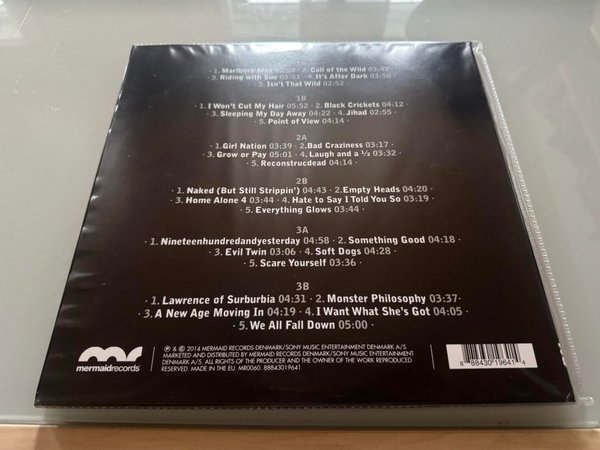 · 1. Marlboro Man 02:52 · 2. Call of the Wild 03:42 ·
· 3. Riding with Sue 03:01 · 4. It's After Dark 03:50 ·
· 5. Isn't That Wild 02:52 ·
1B
· 1. I Won't Cut My Hair 05:52 · 2. Black Crickets 04:12 ·
· 3. Sleeping My Day Away 04:22 · 4. Jihad 02:55 ·
· 5. Point of View 04:14 ·
2A
· 1.Girl Nation 03:39 · 2.Bad Craziness 03:17 ·
· 3. Grow or Pay 05:01 · 4. Laugh and a ½ 03:32 ·
· 5. Reconstrucdead 04:14 ·
2B
· 1. Naked (But Still Strippin') 04:43 · 2.Empty Heads 04:20 ·
· 3. Home Alone 4 03:44 · 4. Hate to Say I Told You So 03:19 ·
· 5. Everything Glows 03:44 ·
3A
· 1. Nineteenhundredandyesterday 04:58 · 2. Something Good 04:18 ·
· 3. Evil Twin 03:06 · 4. Soft Dogs 04:28 ·
· 5. Scare Yourself 03:36 ·
3B
· 1. Lawrence of Surburbia 04:31 · 2. Monster Philosophy 03:37 ·
· 3. A New Age Moving In 04:19 · 4. I Want What She's Got 04:05 ·
· 5. We All Fall Down 05:00 ·
mermaidrecords
℗ & © 2014 MERMAID RECORDS DENMARK/SONY MUSIC ENTERTAINMENT DENMARK A/S
MARKETED AND DISTRIBUTED BY MERMAID RECORDS DENMARK/SONY MUSIC ENTERTAINMENT
DENMARK A/S. ALL RIGHTS OF THE PRODUCER AND THE OWNER OF THE WORK REPRODUCED
RESERVED. MADE IN THE EU. MR0060. 88843019641
8 88430 19641 4